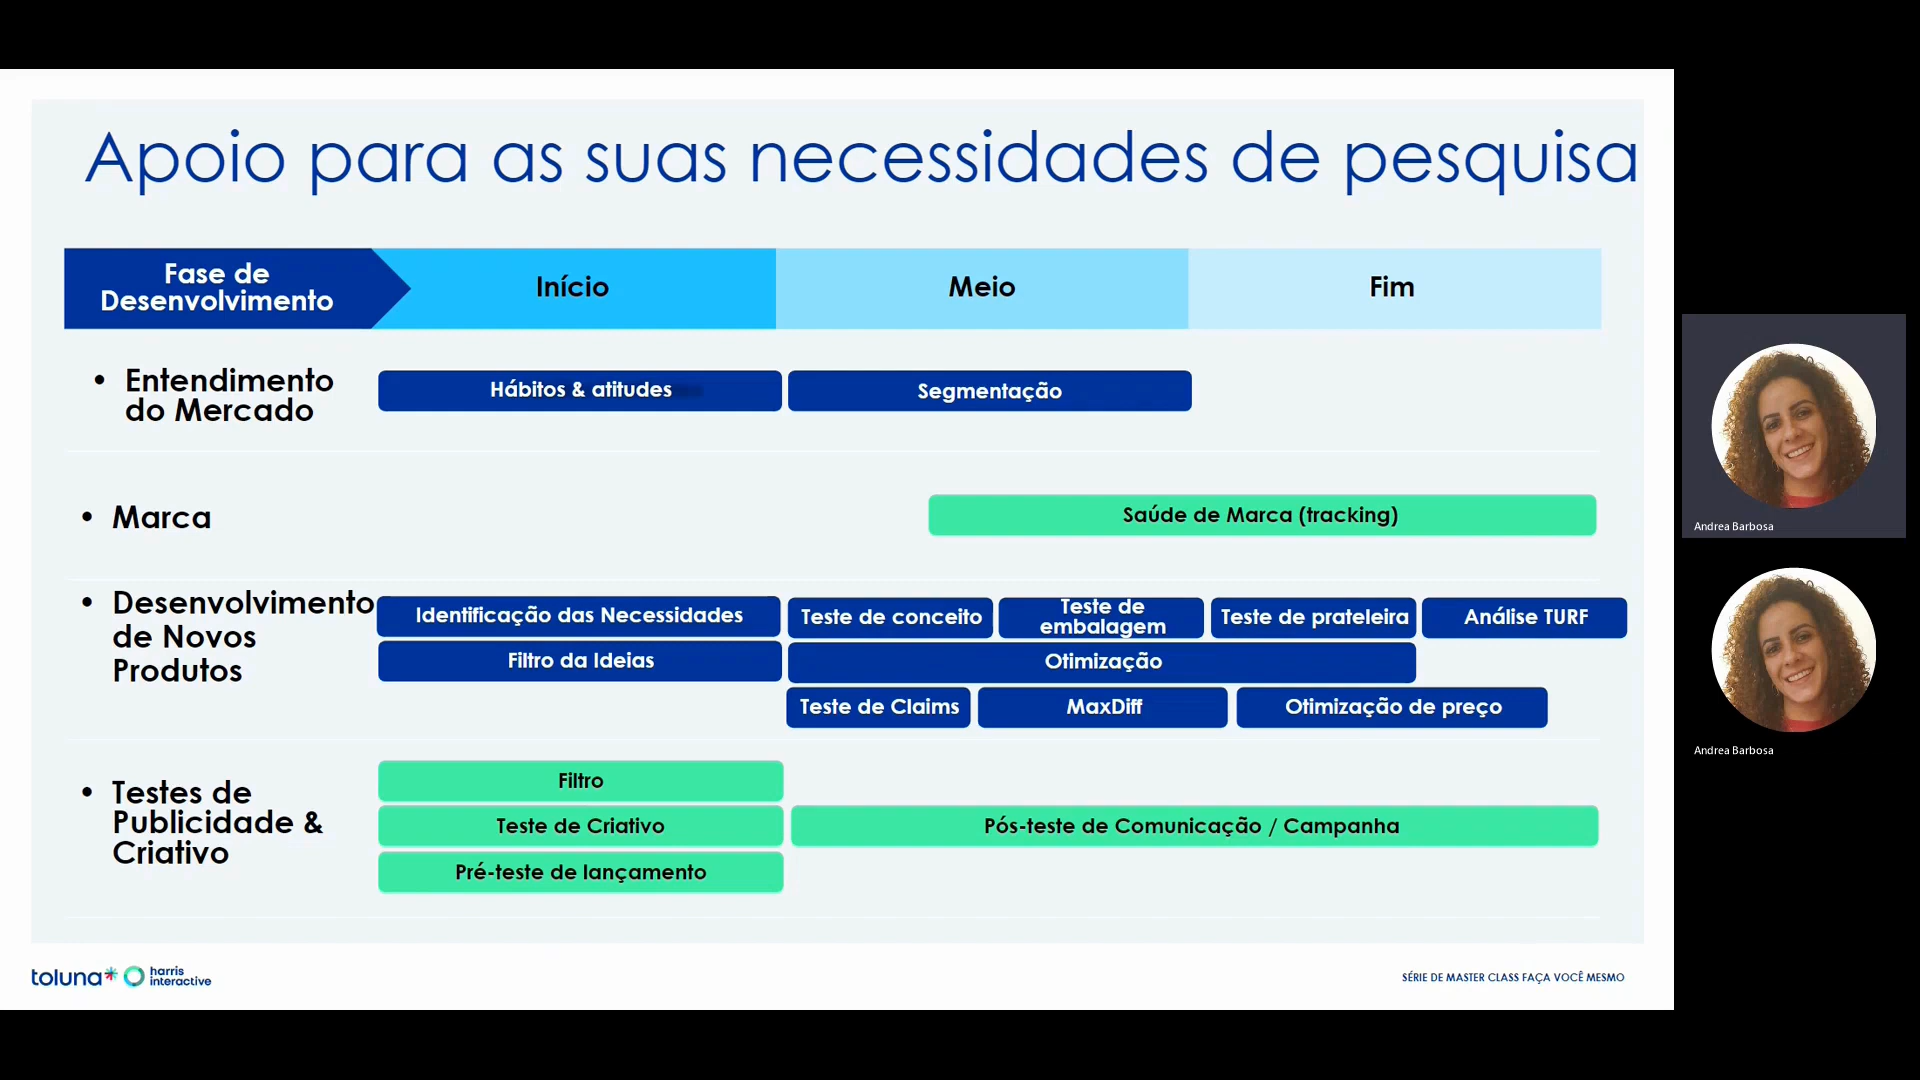 Apoio para as suas necessidades de pesquisa
Fase de
Desenvolvimento
Início
Meio
Fim
• Entendimento
do Mercado
Hábitos & atitudes
Segmentação
• Marca
Saúde de Marca (tracking)
• Desenvolvimento
de Novos
Produtos
Identificação das Necessidades
Teste de conceito
Teste de
embalagem
Teste de prateleira
Análise TURF
Filtro da Ideias
Otimização
Teste de Claims
MaxDiff
Otimização de preço
• Testes de
Publicidade &
Criativo
Filtro
Teste de Criativo
Pós-teste de Comunicação / Campanha
Pré-teste de lançamento
toluna*
harris
interactive
SÉRIE DE MASTER CLASS FAÇA VOCÊ MESMO
Andrea Barbosa
Andrea Barbosa